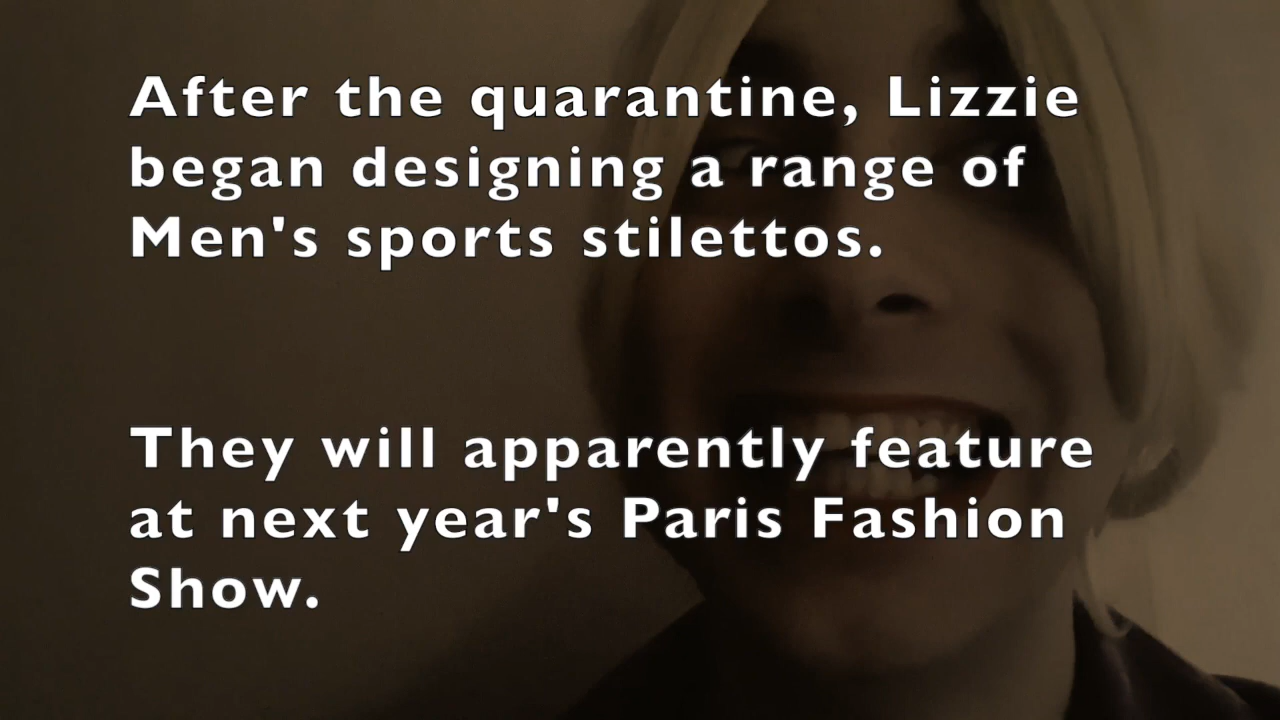 After the quarantine, Lizzie
began designing a range of
Men's sports stilettos.
They will apparently feature
at next year's Paris Fashion
Show.